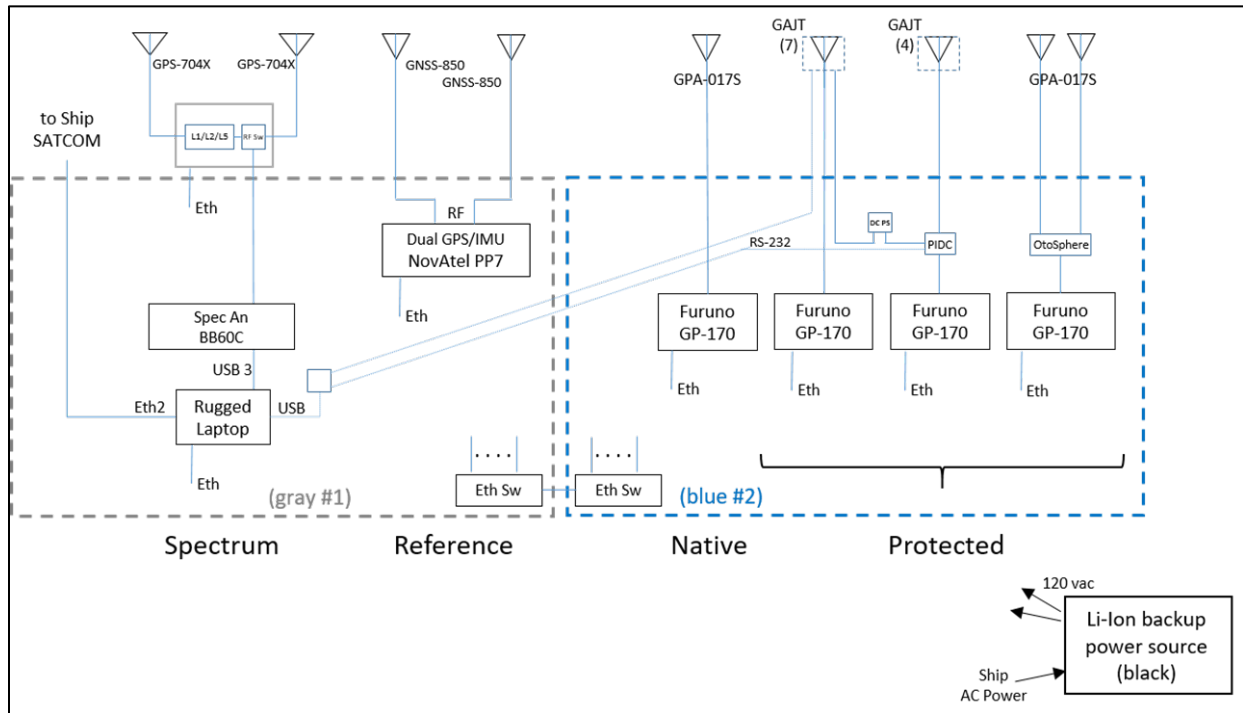 GPS-704X
GPS-704X
GNSS-850
GNSS-850
GPA-017S
GAJT
(7)
GAJT
(4)
GPA-017S
to Ship
SATCOM
L1/L2/L5
RF Sw
Eth
RF
Dual GPS/IMU
NovAtel PP7
Eth
RS-232
DC PS
PIDC
OtoSphere
Spec An
BB60C
USB 3
Furuno
GP-170
Furuno
GP-170
Furuno
GP-170
Furuno
GP-170
Eth
Eth
Eth
Eth
Eth2
Rugged
Laptop
USB
Eth
. . . .
. . . .
(gray #1)
Eth Sw
Eth Sw
(blue #2)
Spectrum
Reference
Native
Protected
120 vac
Li-Ion backup
power source
(black)
Ship
AC Power